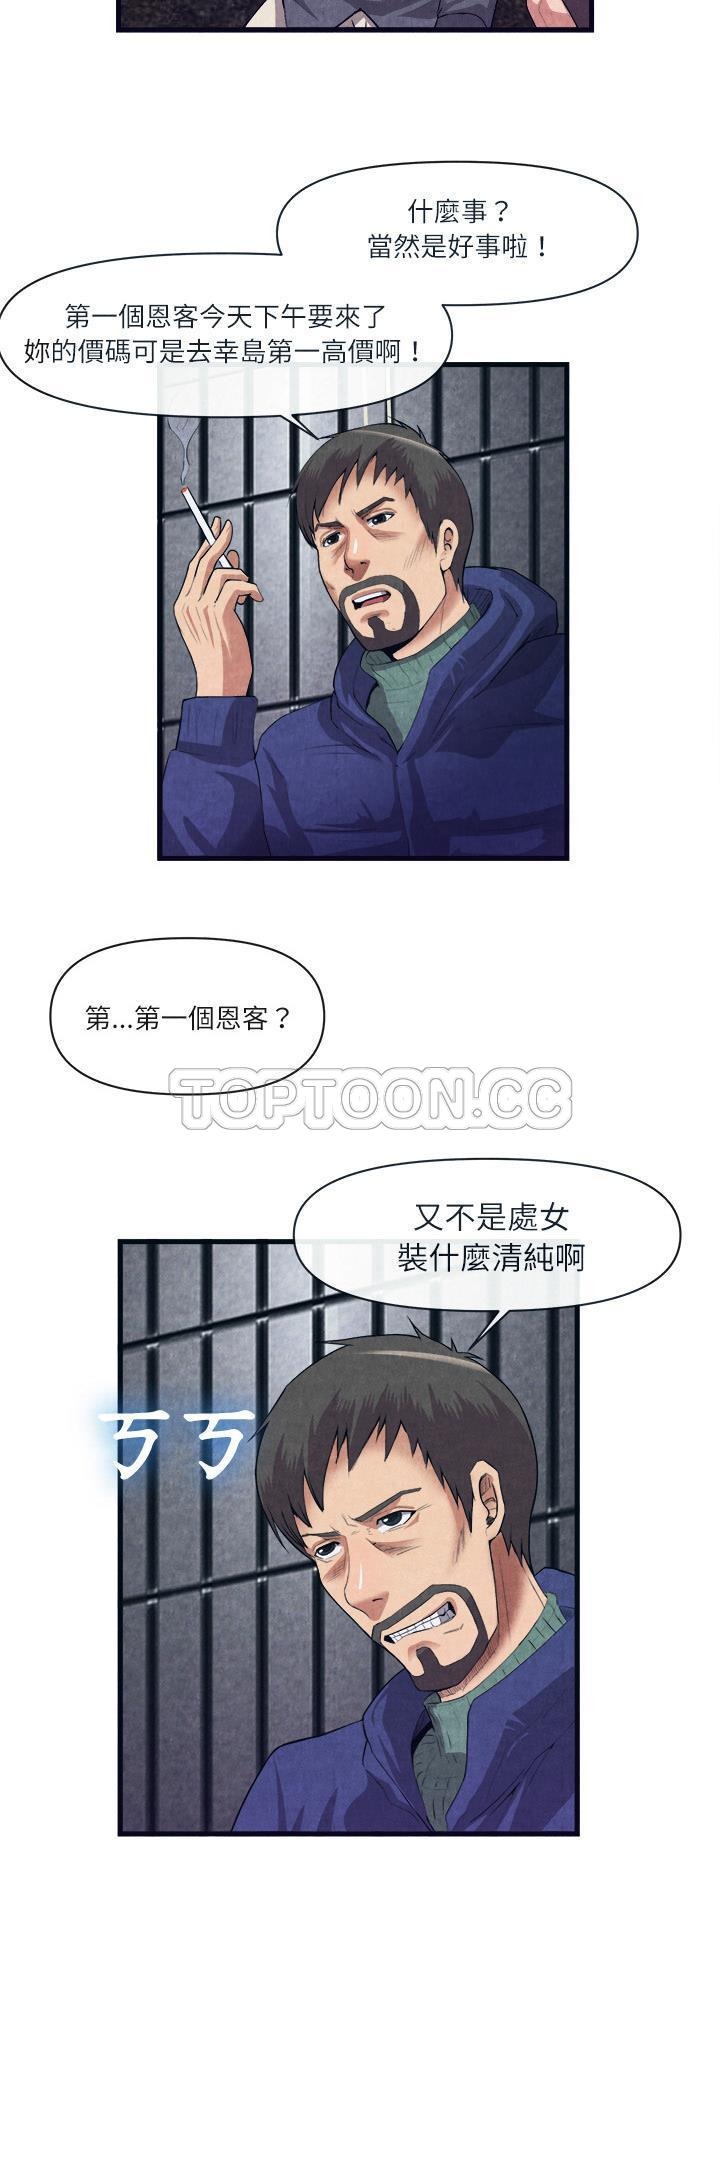 什麼事？
當然是好事啦！
第一個恩客今天下午要來了
妳的價碼可是去幸島第一高價啊！
第...第一個恩客？
TOPTOON.CC
又不是處女
裝什麼清純啊
ㄎㄎ